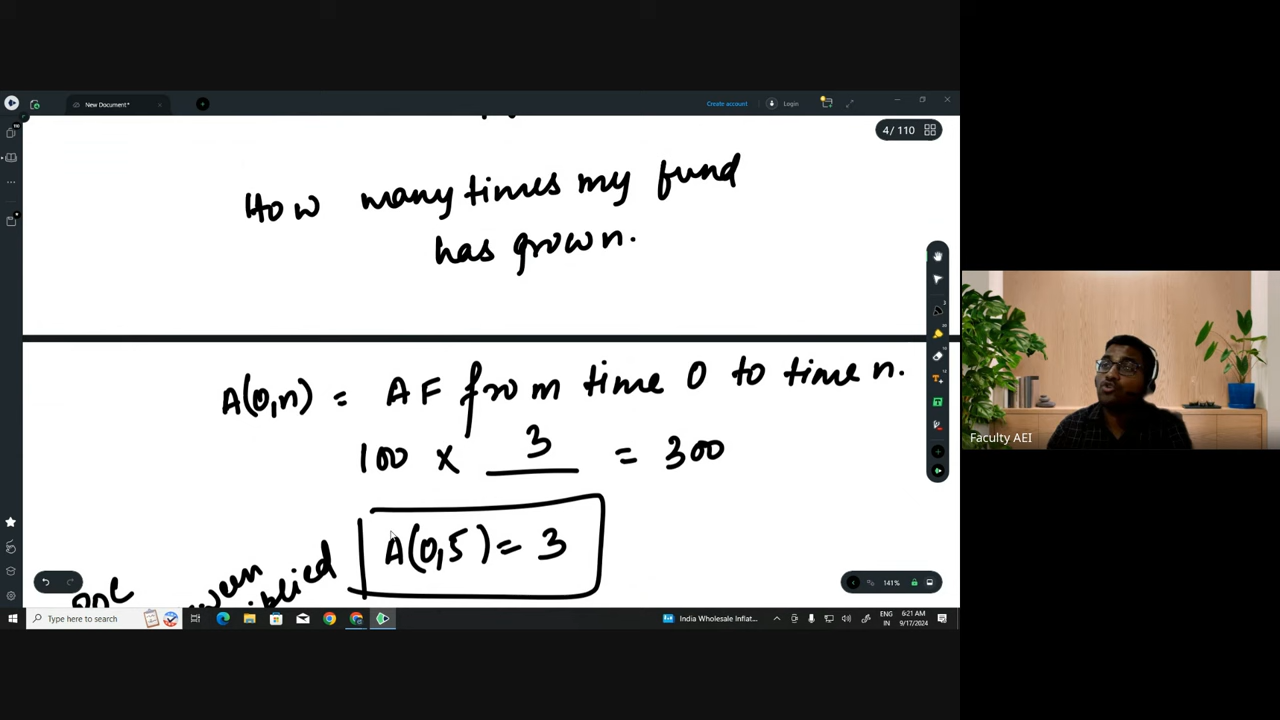 New Document*
Create account
Login
4/110
How many times my fund
has grown.
A(0,n) = AF from time 0 to time n.
100 x 3 = 300
A(0,5) = 3
Faculty AEI
141%
Type here to search
India Wholesale Inflat...
ENG
IN
6:21 AM
9/17/2024